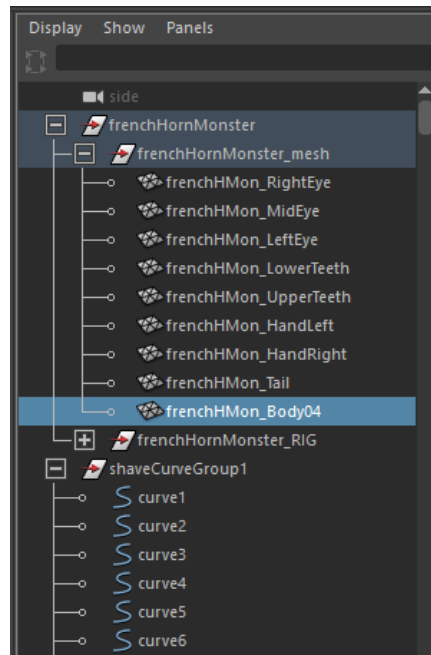 Display Show Panels
side
frenchHornMonster
frenchHornMonster_mesh
frenchHMon_RightEye
frenchHMon_MidEye
frenchHMon_LeftEye
frenchHMon_LowerTeeth
frenchHMon_UpperTeeth
frenchHMon_HandLeft
frenchHMon_HandRight
frenchHMon_Tail
frenchHMon_Body04
frenchHornMonster_RIG
shaveCurveGroup1
curve1
curve2
curve3
curve4
curve5
curve6